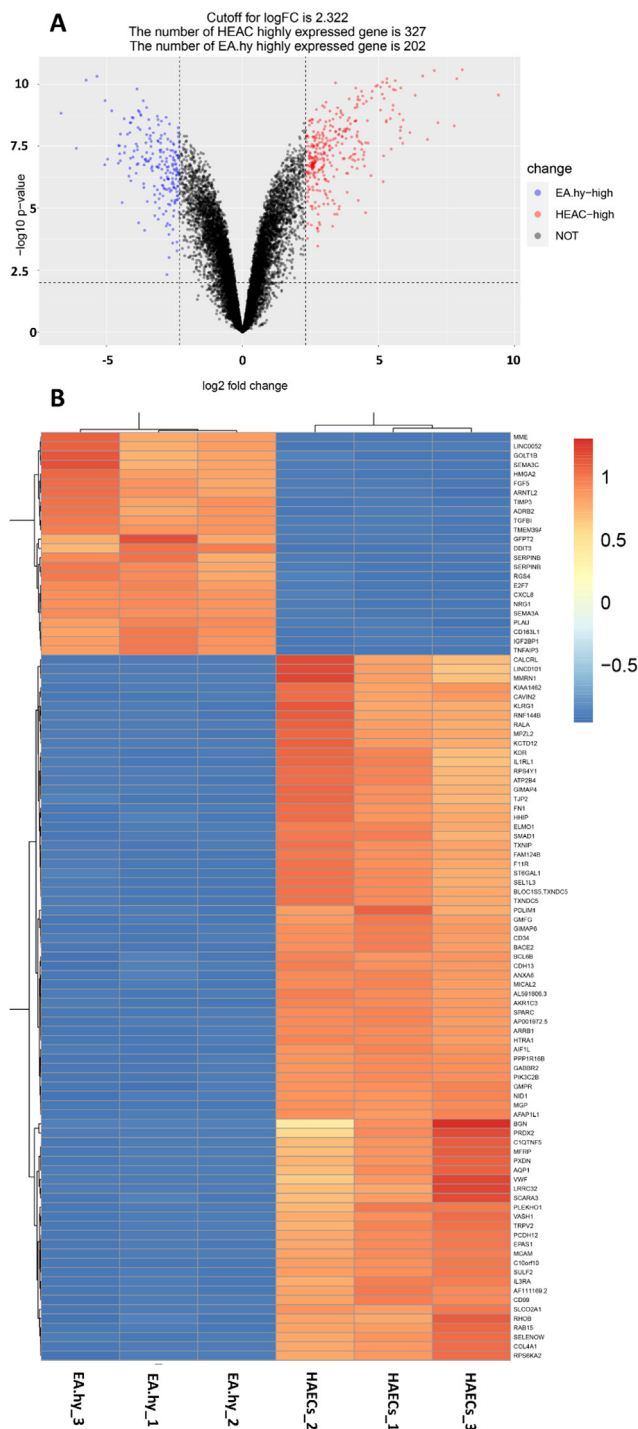 A
Cutoff for logFC is 2.322
The number of HEAC highly expressed gene is 327
The number of EA.hy highly expressed gene is 202
10
7.5
5
2.5
0
−log10 p-value
-5
0
5
10
log2 fold change
change
EA.hy−high
HEAC−high
NOT
B
MME
LINC0052
GOLT1B
SEMA3C
HMGA2
FGF5
ARNTL2
TIMP3
ADRB2
TGFBI
TMEM39A
GFPT2
DDIT3
SERPINB
SERPINB
RGS4
E2F7
CXCL8
NRG1
SEMA3A
PLAU
CD163L1
IGF2BP1
TNFAIP3
CALCRL
LINC0101
MMRN1
KIAA1462
CAVIN2
KLRG1
RNF144B
RALA
MPZL2
KCTD12
KDR
IL1RL1
RPS4Y1
ATP2B4
GIMAP4
TJP2
FN1
HHIP
ELMO1
SMAD1
TXNIP
FAM124B
F11R
ST6GAL1
SEL1L3
BLOC1S5.TXNDC5
TXNDC5
PDLIM1
GMFG
GIMAP6
CD34
BACE2
BCL6B
CDH13
ANXA6
MICAL2
AL591806.3
AKR1C3
SPARC
AP001972.5
ARRB1
HTRA1
AIF1L
PPP1R16B
GABBR2
PIK3C2B
GMPR
NID1
MGP
AFAP1L1
BGN
PRDX2
C1QTNF5
MFRP
PXDN
AQP1
VWF
LRRC32
SCARA3
PLEKHO1
VASH1
TRPV2
PCDH12
EPAS1
MCAM
C10orf10
SULF2
IL3RA
AF111169.2
CD99
SLCO2A1
RHOB
RAB15
SELENOW
COL4A1
RPS6KA2
1
0.5
0
−0.5
EA.hy_3
EA.hy_1
EA.hy_2
HAECs_2
HAECs_1
HAECs_3